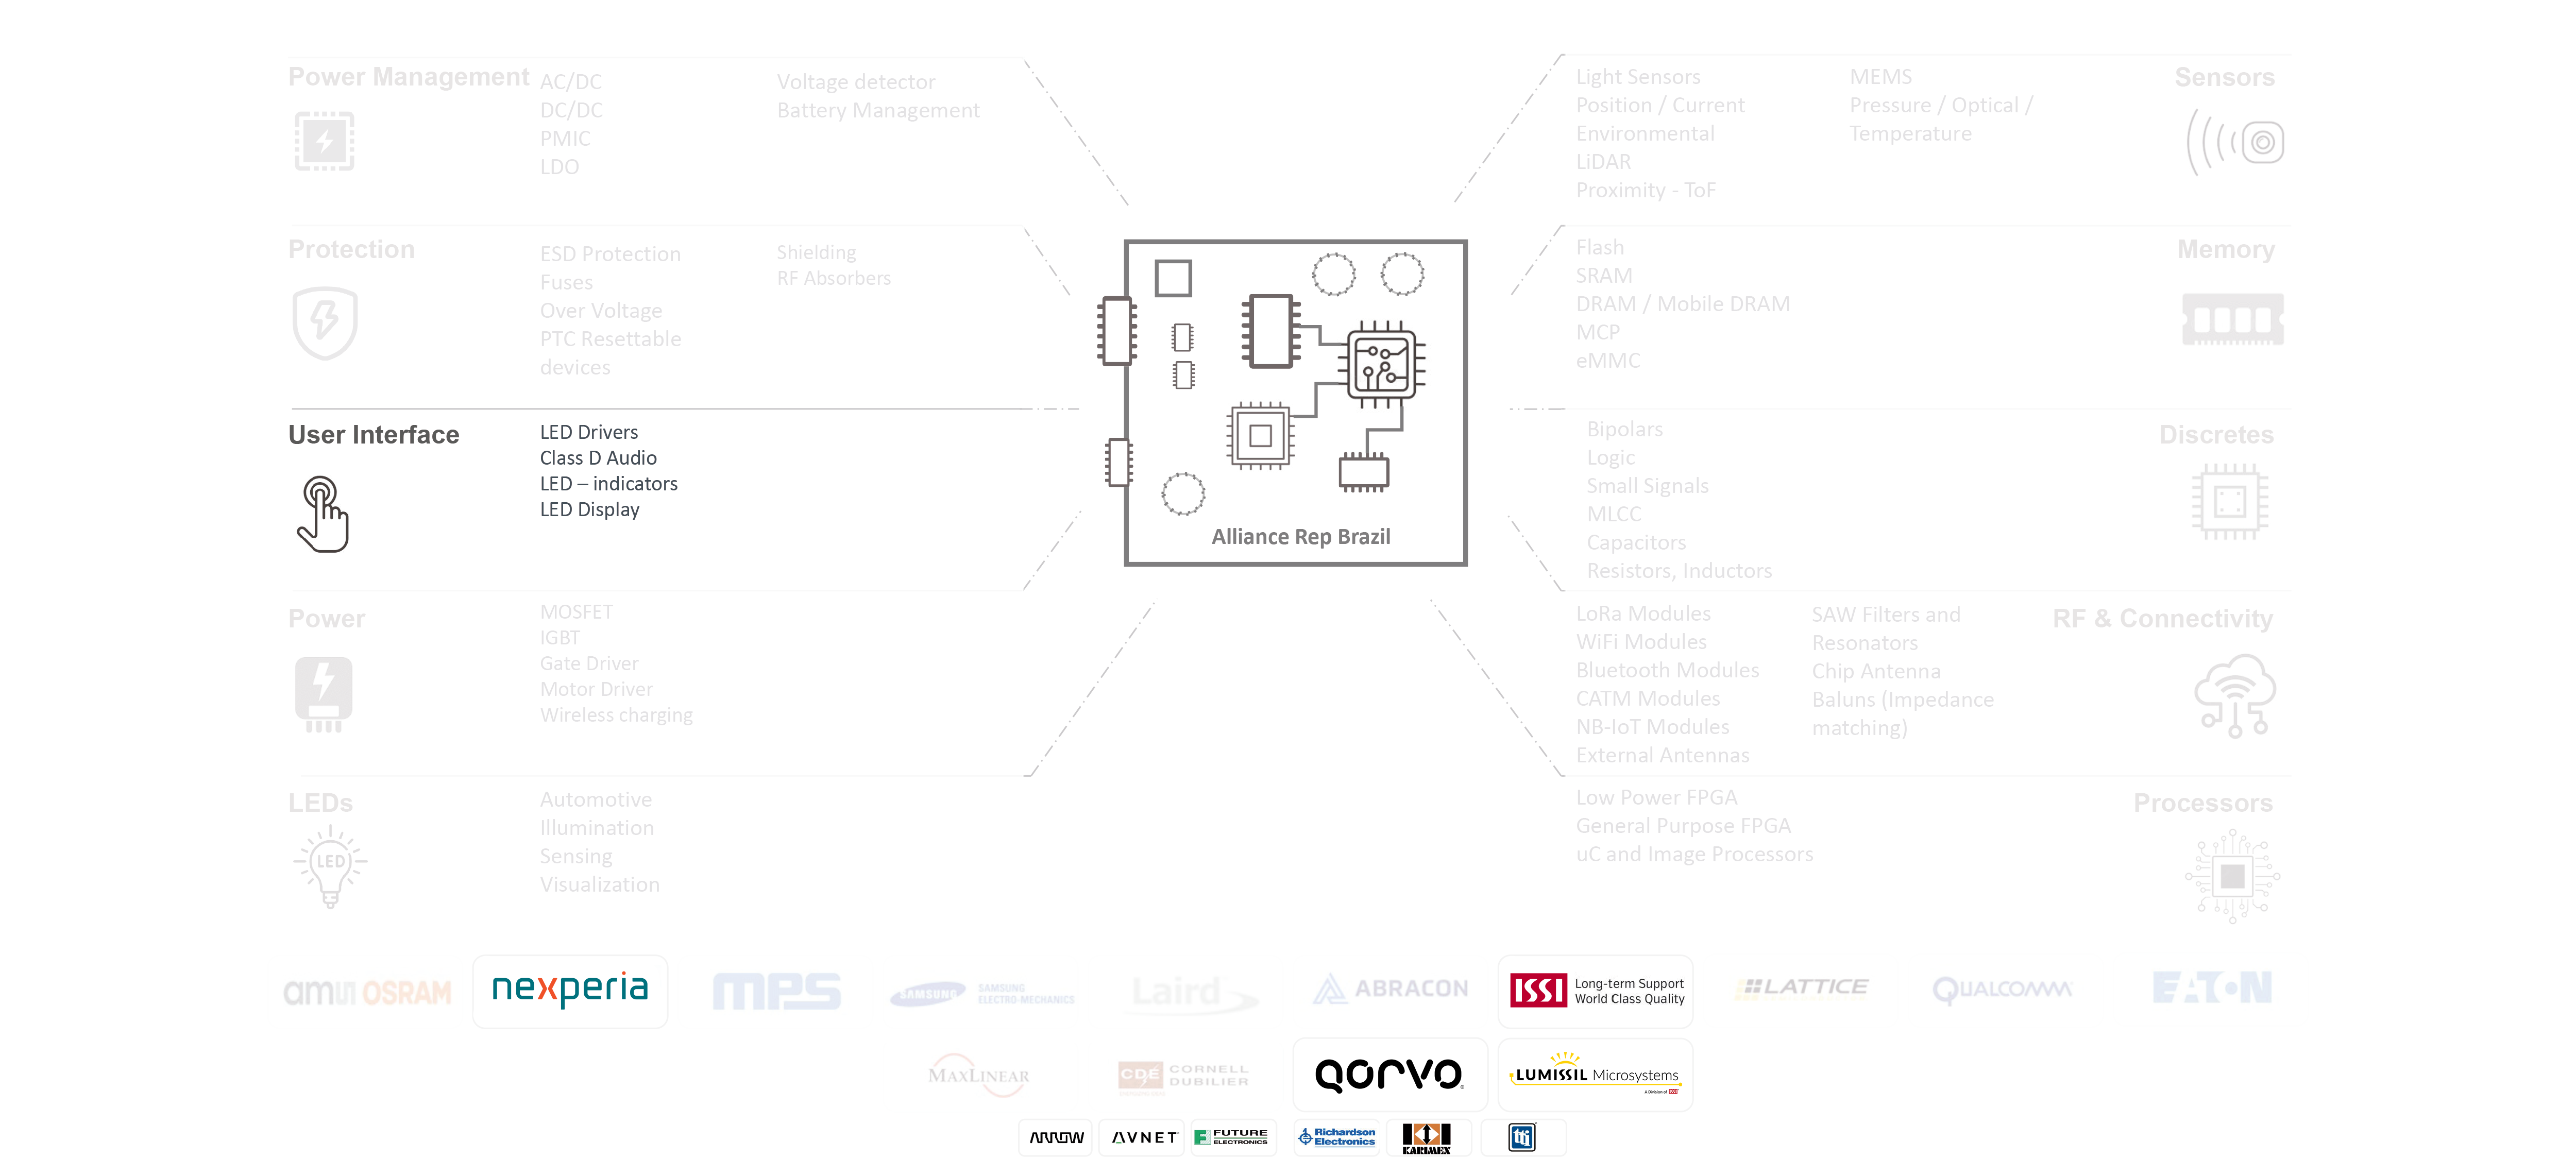 Power Management
AC/DC
DC/DC
PMIC
LDO
Voltage detector
Battery Management
Protection
ESD Protection
Fuses
Over Voltage
PTC Resettable
devices
Shielding
RF Absorbers
User Interface
LED Drivers
Class D Audio
LED – indicators
LED Display
Power
MOSFET
IGBT
Gate Driver
Motor Driver
Wireless charging
LEDs
LED
Automotive
Illumination
Sensing
Visualization
Alliance Rep Brazil
Light Sensors
Position / Current
Environmental
LiDAR
Proximity - ToF
MEMS
Pressure / Optical /
Temperature
Sensors
Flash
SRAM
DRAM / Mobile DRAM
MCP
eMMC
Memory
Bipolars
Logic
Small Signals
MLCC
Capacitors
Resistors, Inductors
Discretes
LoRa Modules
WiFi Modules
Bluetooth Modules
CATM Modules
NB-IoT Modules
External Antennas
SAW Filters and
Resonators
Chip Antenna
Baluns (Impedance
matching)
RF & Connectivity
Low Power FPGA
General Purpose FPGA
uC and Image Processors
Processors
amun OSRAM
nexperia
mps
SAMSUNG
SAMSUNG
ELECTRO-MECHANICS
Laird
ABRACON
ISSI
Long-term Support
World Class Quality
LATTICE
QUALCOMM
EATON
MAXLINEAR
CDE
CORNELL
DUBILIER
QORVO
LUMISSIL Microsystems
A Division of ISSI
ARROW
AVNET
F FUTURE
ELECTRONICS
Richardson
Electronics
KARIMEX
tti